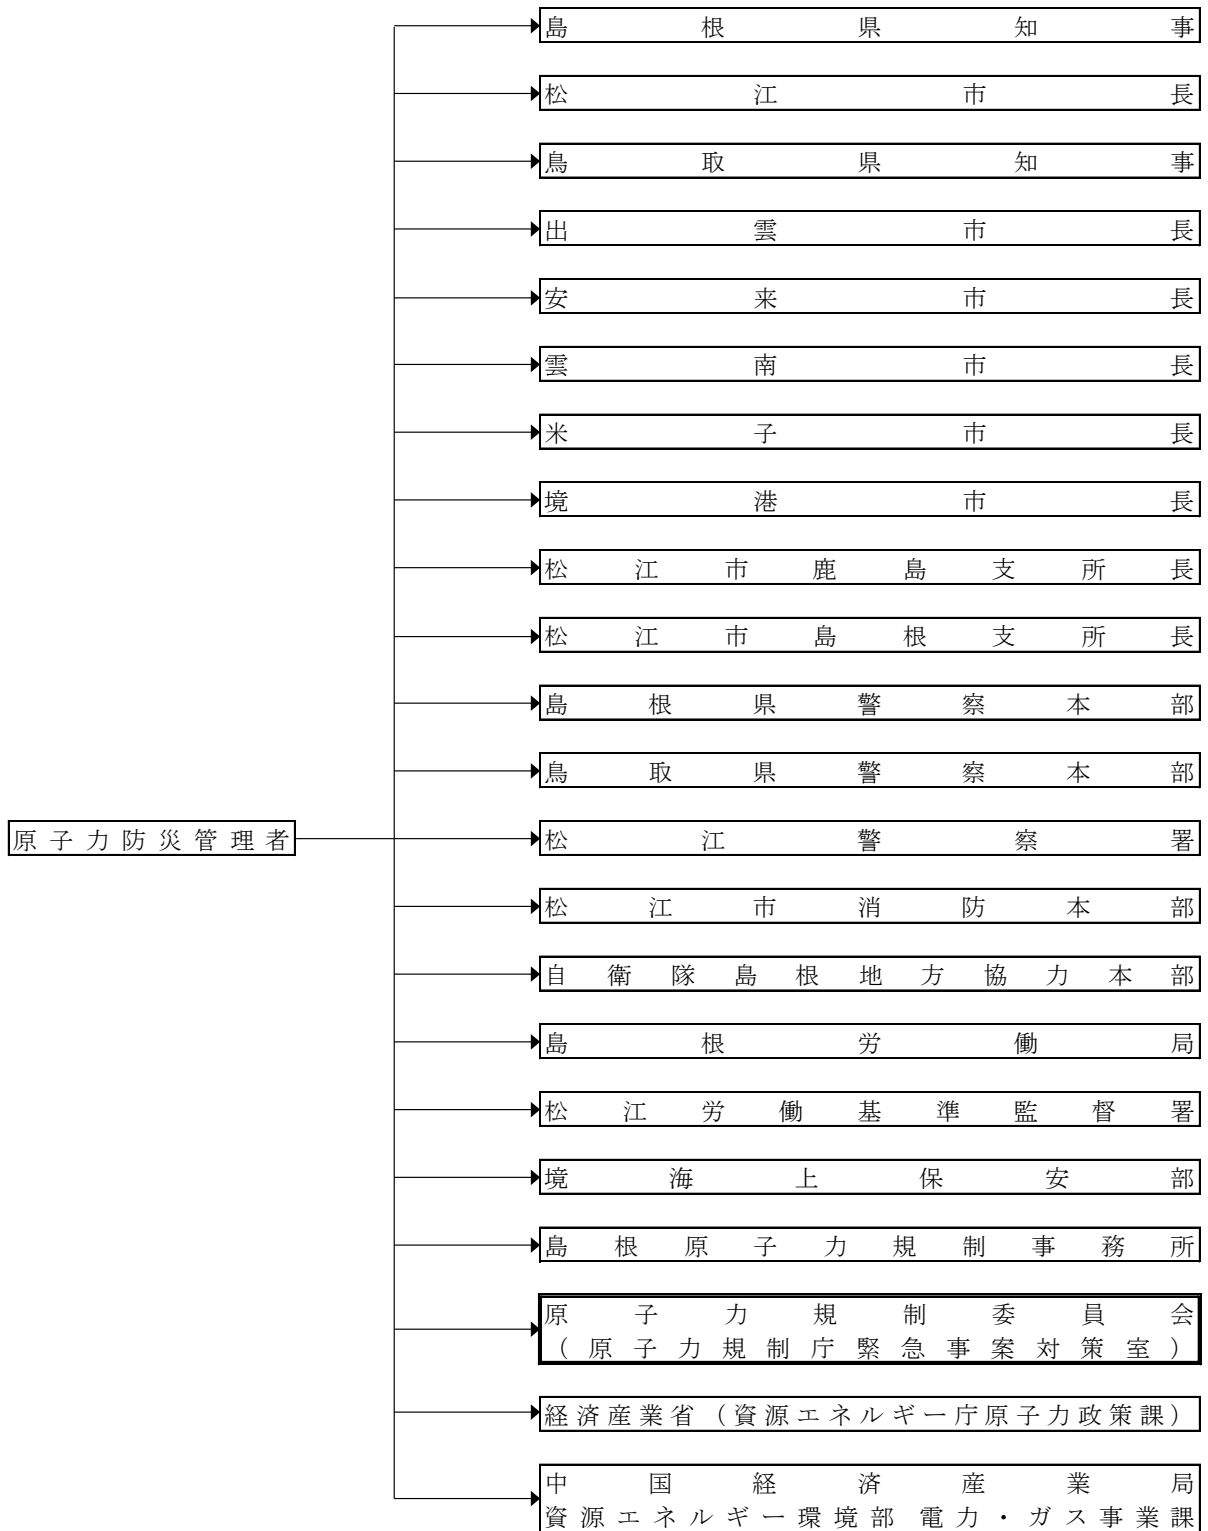 島根県知事
松江市長
鳥取県知事
出雲市長
安来市長
雲南市長
米子市長
境港市長
松江市鹿島支所長
松江市島根支所長
島根県警察本部
鳥取県警察本部
原子力防災管理者
松江警察署
松江市消防本部
自衛隊島根地方協力本部
島根労働局
松江労働基準監督署
境海上保安部
島根原子力規制事務所
原子力規制委員会
（原子力規制庁緊急事案対策室）
経済産業省（資源エネルギー庁原子力政策課）
中国経済産業局
資源エネルギー環境部 電力・ガス事業課